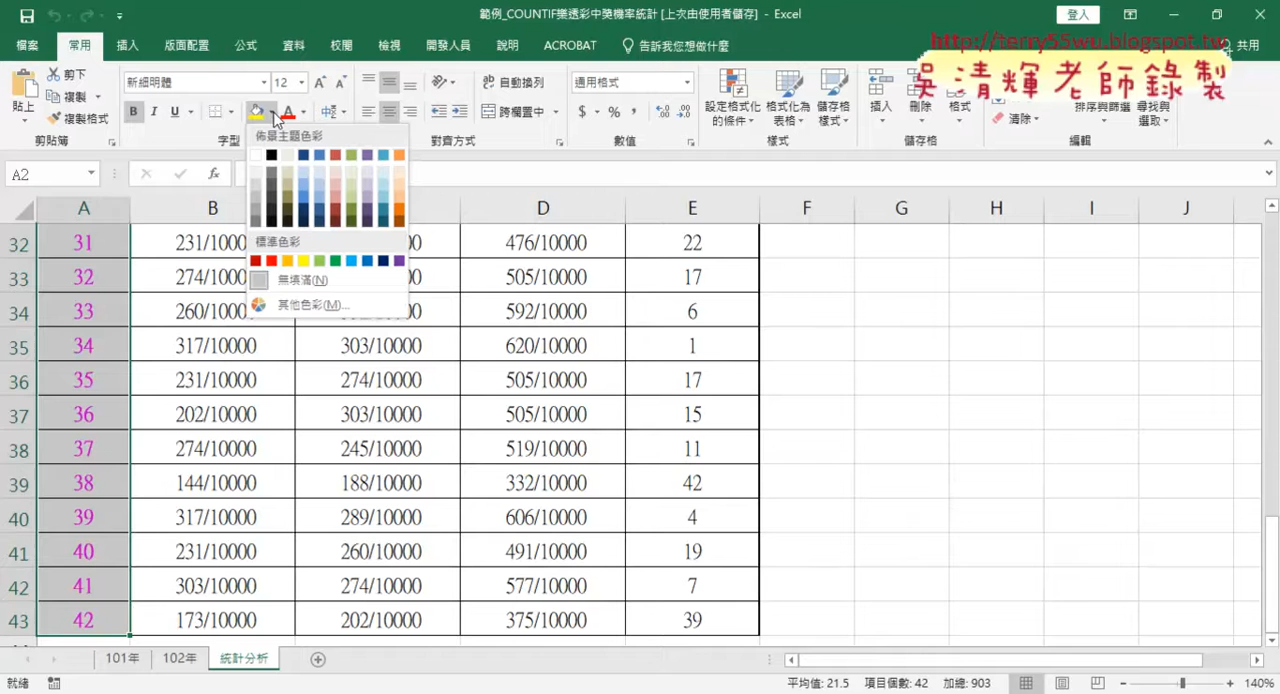 範例_COUNTIF樂透彩中獎機率統計 [上次由使用者儲存] - Excel
登入
檔案 常用 插入 版面配置 公式 資料 校閱 檢視 開發人員 說明 ACROBAT 告訴我您想做什麼 共用
http://terry55wu.blogspot.tw
吳清輝老師錄製
貼上 剪下 複製 複製格式 剪貼簿
新細明體 12 B I U A 中 字型
ab 自動換列 跨欄置中 對齊方式
通用格式 $ % , 數值
設定格式化的條件 格式化為表格 儲存格樣式 樣式
插入 刪除 格式 儲存格
清除 排序與篩選 尋找與選取 編輯
佈景主題色彩
標準色彩
無填滿(N)
其他色彩(M)...
A2 fx
A B D E F G H I J
32 31 231/1000 00 476/10000 22
33 32 274/1000 00 505/10000 17
34 33 260/1000 592/10000 6
35 34 317/10000 303/10000 620/10000 1
36 35 231/10000 274/10000 505/10000 17
37 36 202/10000 303/10000 505/10000 15
38 37 274/10000 245/10000 519/10000 11
39 38 144/10000 188/10000 332/10000 42
40 39 317/10000 289/10000 606/10000 4
41 40 231/10000 260/10000 491/10000 19
42 41 303/10000 274/10000 577/10000 7
43 42 173/10000 202/10000 375/10000 39
101年 102年 統計分析
就緒 平均值: 21.5 項目個數: 42 加總: 903 140%